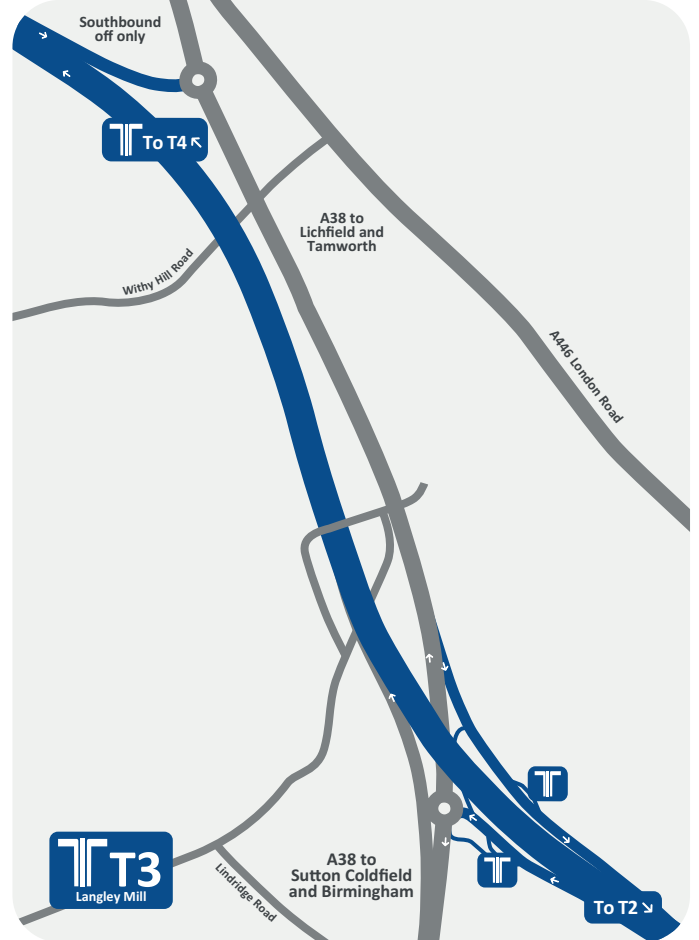 Southbound
off only
To T4
A38 to
Lichfield and
Tamworth
Withy Hill Road
A446 London Road
T3
Langley Mill
A38 to
Sutton Coldfield
and Birmingham
Lindridge Road
To T2